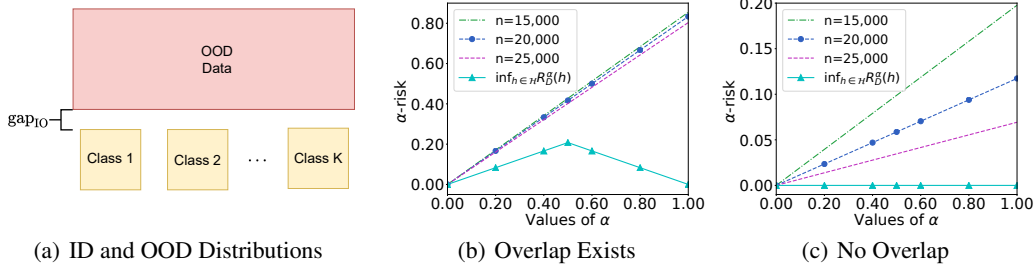 OOD
Data
gap_IO
Class 1
Class 2
...
Class K
(a) ID and OOD Distributions
0.80
0.60
0.40
0.20
0.00
α-risk
n=15,000
n=20,000
n=25,000
inf_{h∈ℋ}R_D^α(h)
0.00 0.20 0.40 0.60 0.80 1.00
Values of α
(b) Overlap Exists
0.20
0.15
0.10
0.05
0.00
α-risk
n=15,000
n=20,000
n=25,000
inf_{h∈ℋ}R_D^α(h)
0.00 0.20 0.40 0.60 0.80 1.00
Values of α
(c) No Overlap